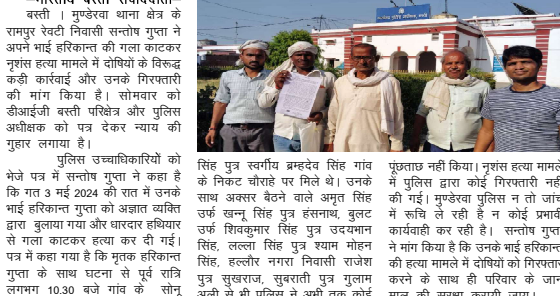 बस्ती । मुण्डेरवा थाना क्षेत्र के
रामपुर रेवटी निवासी सन्तोष गुप्ता ने
अपने भाई हरिकान्त की गला काटकर
नृशंस हत्या मामले में दोषियों के विरूद्ध
कड़ी कार्रवाई और उनके गिरफ्तारी
की मांग किया है। सोमवार को
डीआईजी बस्ती परिक्षेत्र और पुलिस
अधीक्षक को पत्र देकर न्याय की
गुहार लगाया है।
पुलिस उच्चाधिकारियों को
भेजे पत्र में सन्तोष गुप्ता ने कहा है
कि गत 3 मई 2024 की रात में उनके
भाई हरिकान्त गुप्ता को अज्ञात व्यक्ति
द्वारा बुलाया गया और धारदार हथियार
से गला काटकर हत्या कर दी गई।
पत्र में कहा गया है कि मृतक हरिकान्त
गुप्ता के साथ घटना से पूर्व रात्रि
लगभग 10.30 बजे गांव के सोनू
सिंह पुत्र स्वर्गीय ब्रम्हदेव सिंह गांव
के निकट चौराहे पर मिले थे। उनके
साथ अक्सर बैठने वाले अमृत सिंह
उर्फ खन्नू सिंह पुत्र हंसनाथ, बुलट
उर्फ शिवकुमार सिंह पुत्र उदयभान
सिंह, लल्ला सिंह पुत्र श्याम मोहन
सिंह, हल्लौर नगरा निवासी राजेश
पुत्र सुखराज, सुबराती पुत्र गुलाम
अली से भी पुलिस ने अभी तक कोई
पूंछताछ नहीं किया। नृशंस हत्या मामले
में पुलिस द्वारा कोई गिरफ्तारी नहीं
की गई। मुण्डेरवा पुलिस न तो जांच
में रूचि ले रही है न कोई प्रभावी
कार्यवाही कर रही है। सन्तोष गुप्ता
ने मांग किया है कि उनके भाई हरिकान्त
की हत्या मामले में दोषियों को गिरफ्तार
करने के साथ ही परिवार के जान
माल की सुरक्षा करायी जाय।